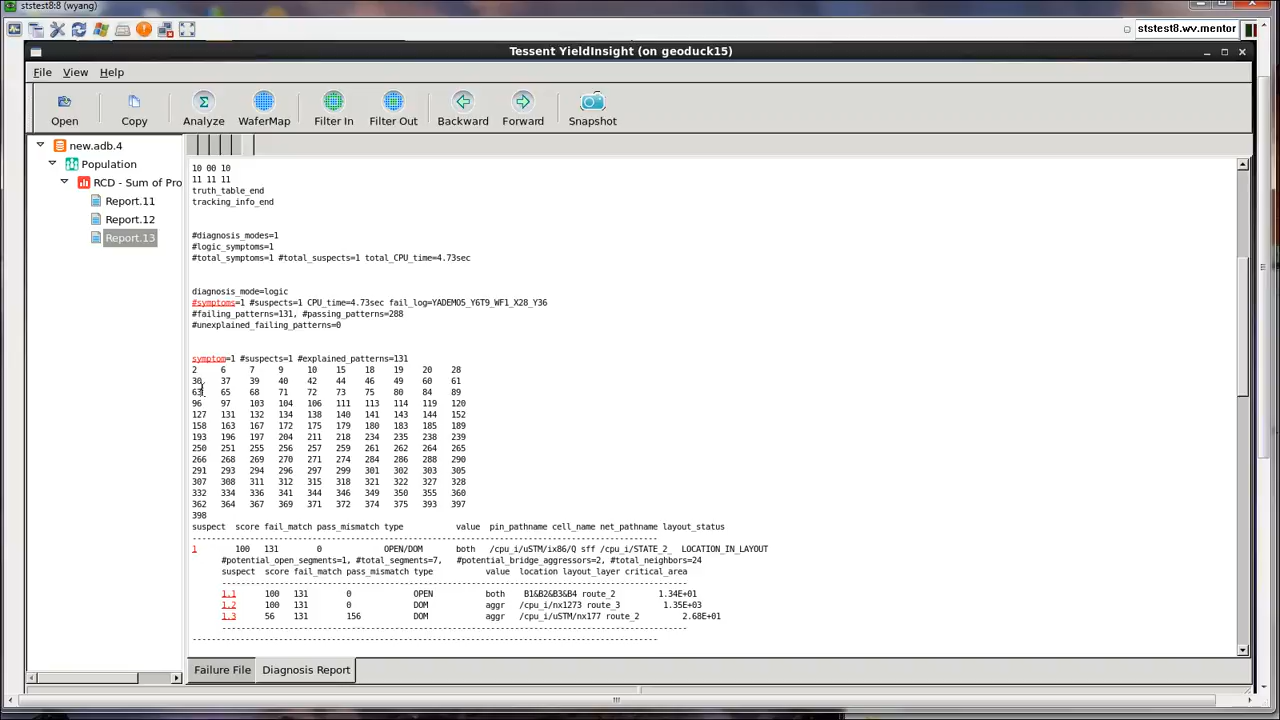 ststest8:8 (wyang)
ststest8.wv.mentor
Tessent YieldInsight (on geoduck15)
File View Help
Open Copy Analyze WaferMap Filter In Filter Out Backward Forward Snapshot
new.adb.4
Population
RCD - Sum of Pro
Report.11
Report.12
Report.13
10 00 10
11 11 11
truth_table_end
tracking_info_end
#diagnosis_modes=1
#logic_symptoms=1
#total_symptoms=1 #total_suspects=1 total_CPU_time=4.73sec
diagnosis_mode=logic
#symptoms=1 #suspects=1 CPU_time=4.73sec fail_log=YADEMOS_Y6T9_WF1_X28_Y36
#failing_patterns=131, #passing_patterns=288
#unexplained_failing_patterns=0
symptom=1 #suspects=1 #explained_patterns=131
2 6 7 9 10 15 18 19 20 28
30 37 39 40 42 44 46 49 60 61
63 65 68 71 72 73 75 80 84 89
96 97 103 104 106 111 113 114 119 120
127 131 132 134 138 140 141 143 144 152
158 163 167 172 175 179 180 183 185 189
193 196 197 204 211 218 234 235 238 239
250 251 255 256 257 259 261 262 264 265
266 268 269 270 271 274 284 286 288 290
291 293 294 296 297 299 301 302 303 305
307 308 311 312 313 315 322 327 328
332 334 336 341 344 346 349 350 355 360
362 364 367 369 371 372 374 375 393 397
398
suspect score fail_match pass_mismatch type value pin_pathname cell_name net_pathname layout_status
1 100 131 0 OPEN/DOM both /cpu_i/uSTM/ix86/Q sff /cpu_i/STATE_2_ LOCATION_IN_LAYOUT
#potential_open_segments=1, #total_segments=7, #potential_bridge_aggressors=2, #total_neighbors=24
suspect score fail_match pass_mismatch type value location layout_layer critical_area
1.1 100 131 0 OPEN both B1&B2&B3&B4 route_2 1.34E+01
1.2 100 131 0 DOM aggr /cpu_i/nx1273 route_3 1.35E+03
1.3 56 131 156 DOM aggr /cpu_i/uSTM/nx177 route_2 2.68E+01
Failure File Diagnosis Report